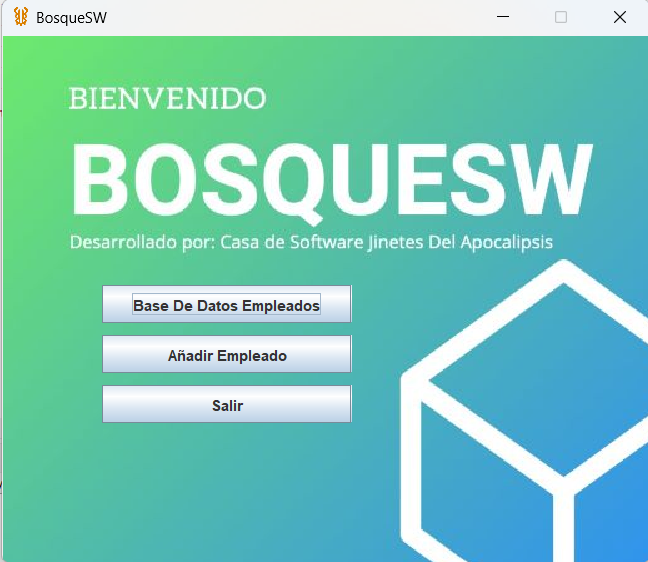 BosqueSW
BIENVENIDO
BOSQUESW
Desarrollado por: Casa de Software Jinetes Del Apocalipsis
Base De Datos Empleados
Añadir Empleado
Salir